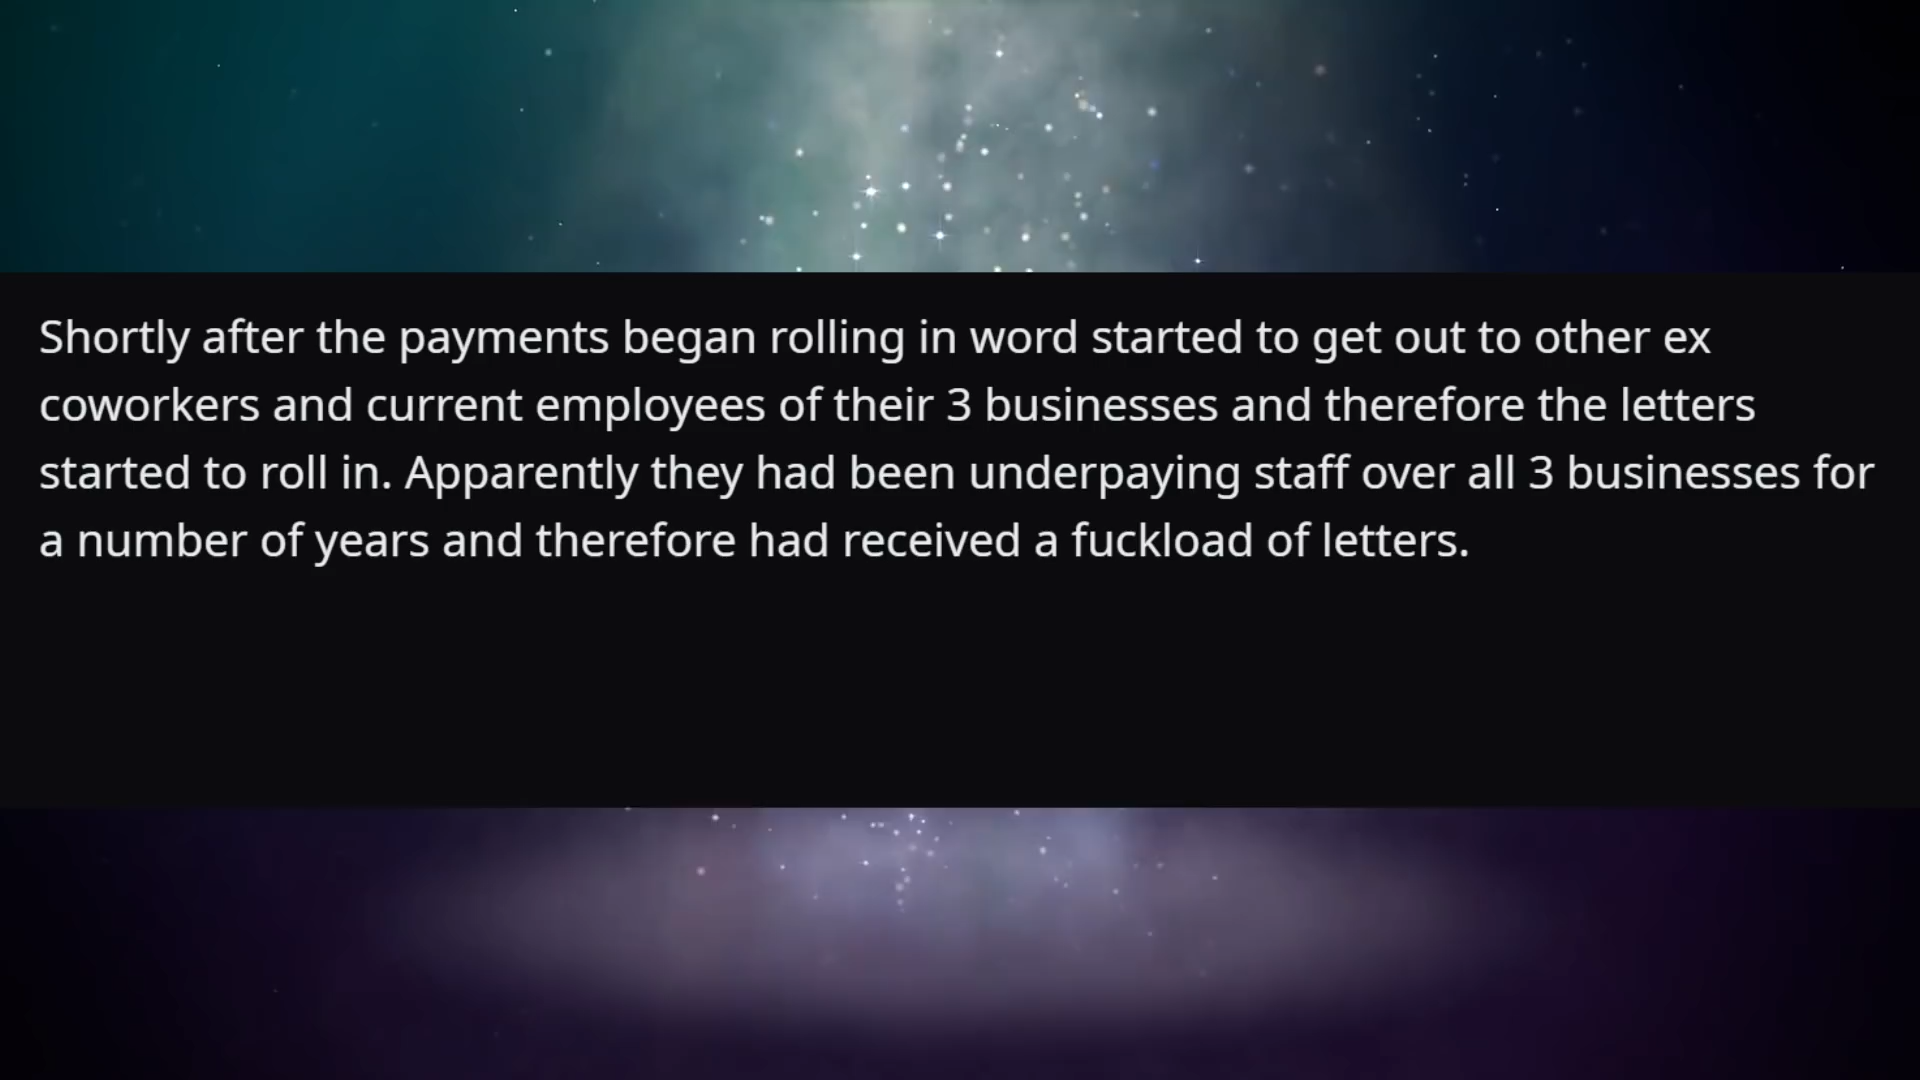 Shortly after the payments began rolling in word started to get out to other ex
coworkers and current employees of their 3 businesses and therefore the letters
started to roll in. Apparently they had been underpaying staff over all 3 businesses for
a number of years and therefore had received a fuckload of letters.